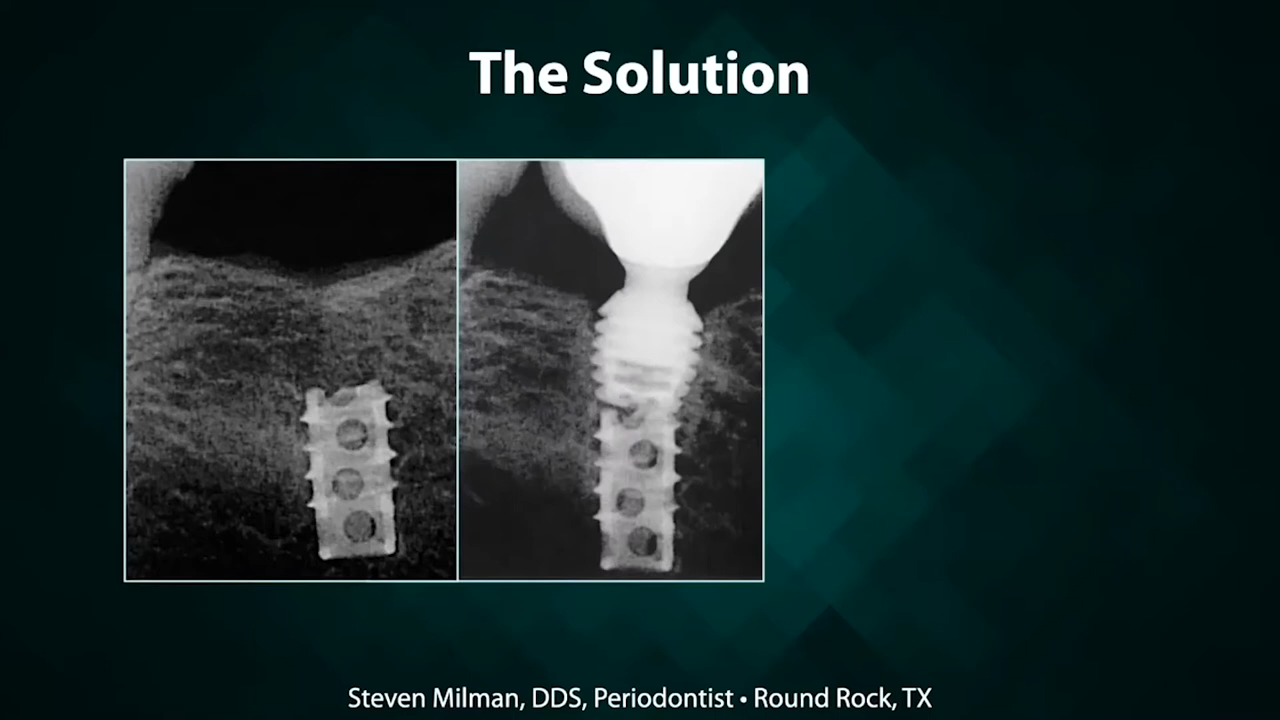 The Solution
Steven Milman, DDS, Periodontist • Round Rock, TX